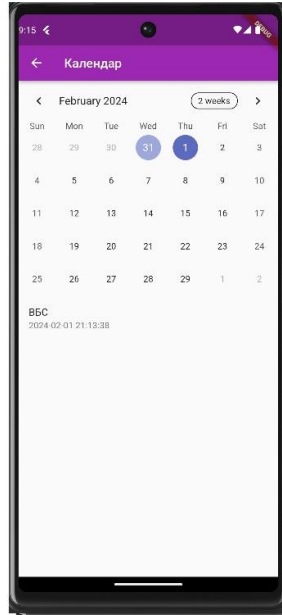 9:15
DEBUG
Календар
February 2024
2 weeks
Sun Mon Tue Wed Thu Fri Sat
28 29 30 31 1 2 3
4 5 6 7 8 9 10
11 12 13 14 15 16 17
18 19 20 21 22 23 24
25 26 27 28 29 1 2
ВБС
2024-02-01 21:13:38